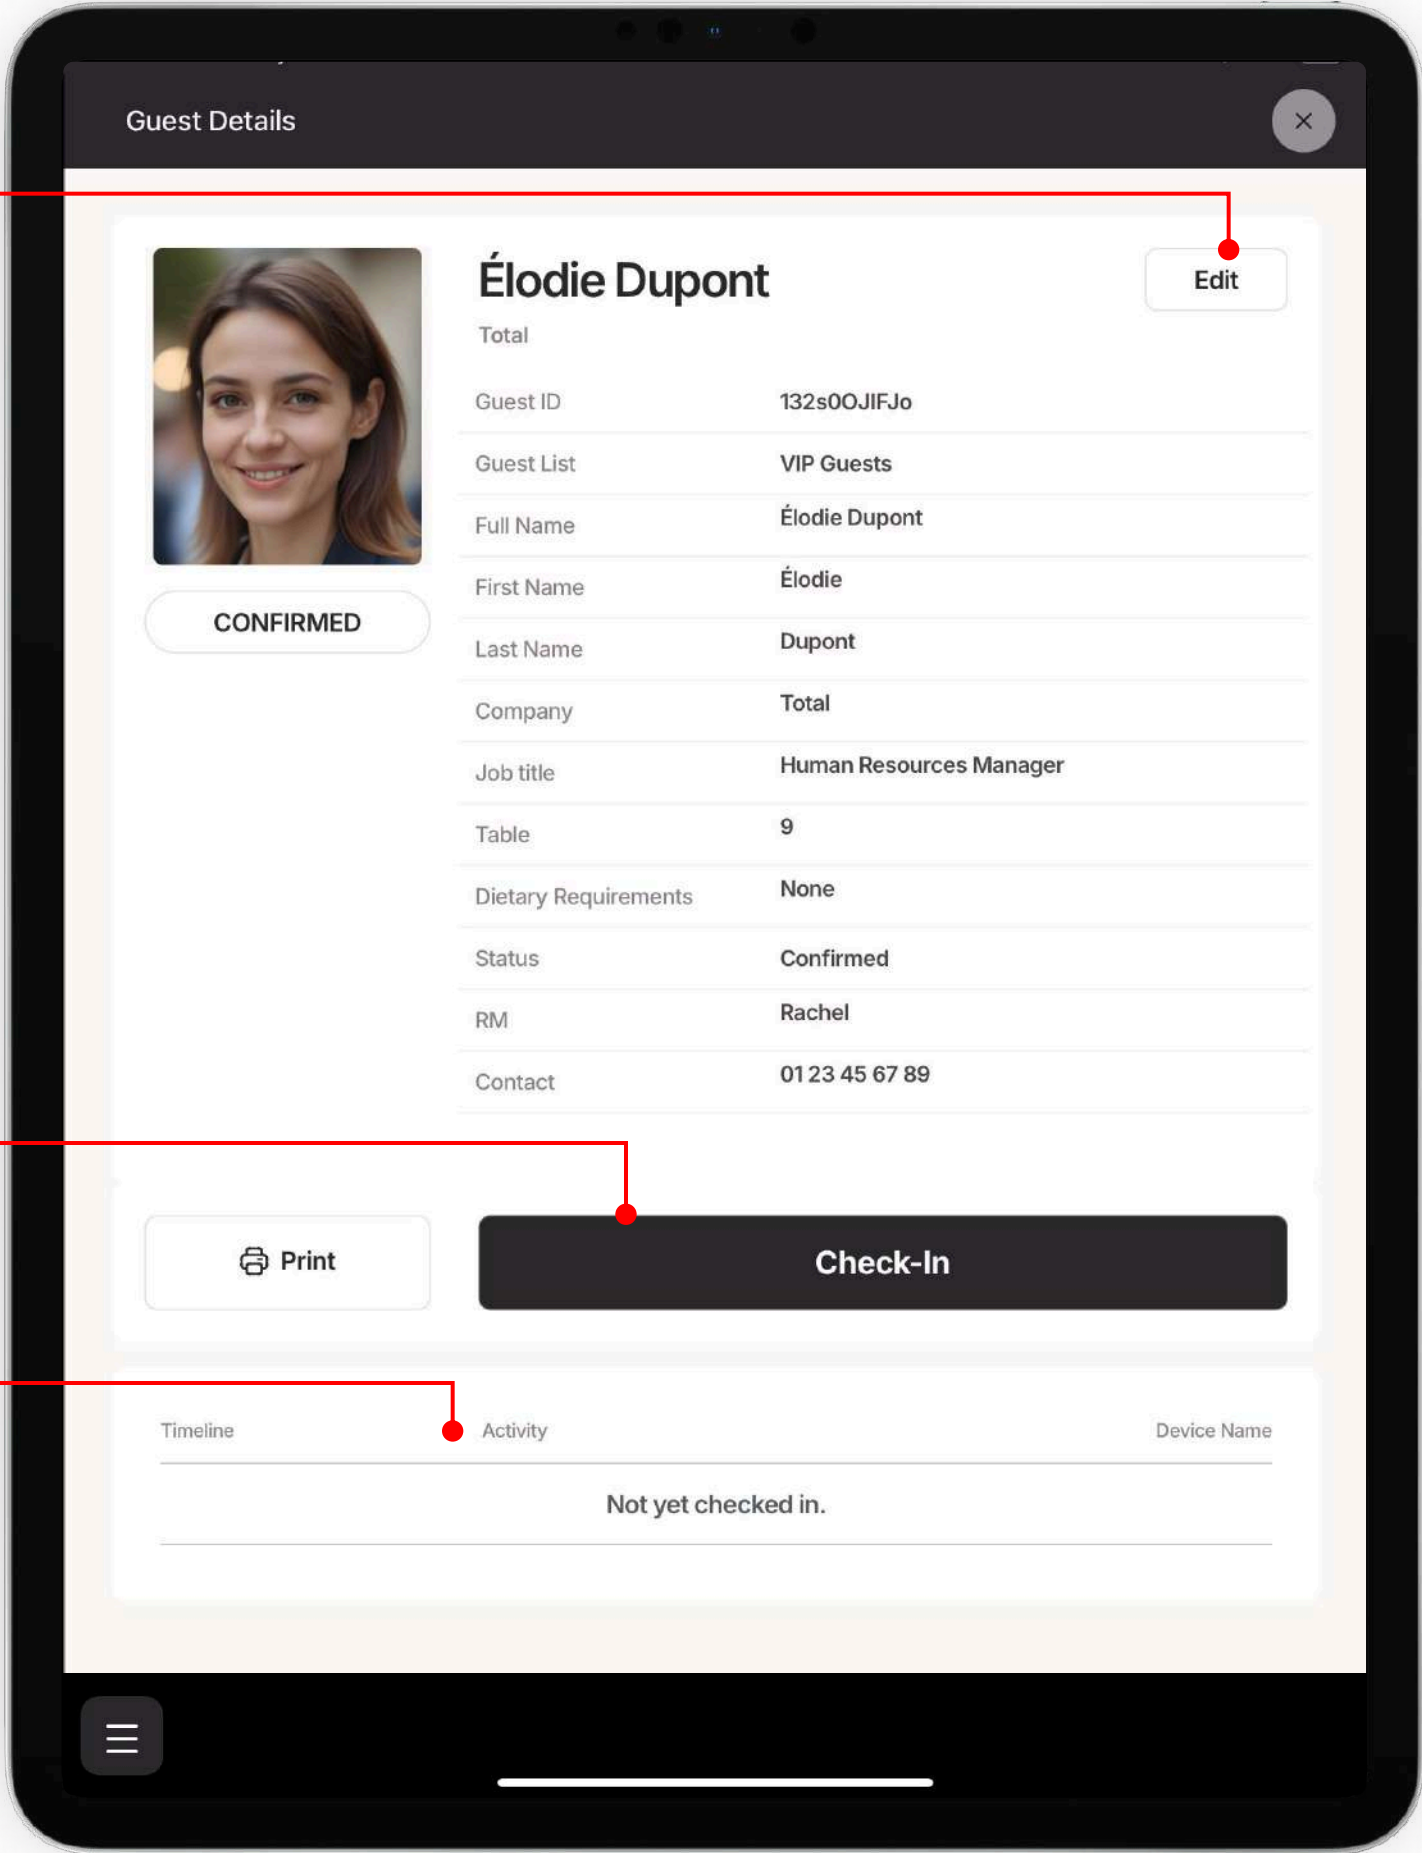 Guest Details
Élodie Dupont
Edit
Total
Guest ID 132s0OJIFJo
Guest List VIP Guests
Full Name Élodie Dupont
First Name Élodie
CONFIRMED
Last Name Dupont
Company Total
Job title Human Resources Manager
Table 9
Dietary Requirements None
Status Confirmed
RM Rachel
Contact 01 23 45 67 89
Print
Check-In
Timeline Activity Device Name
Not yet checked in.